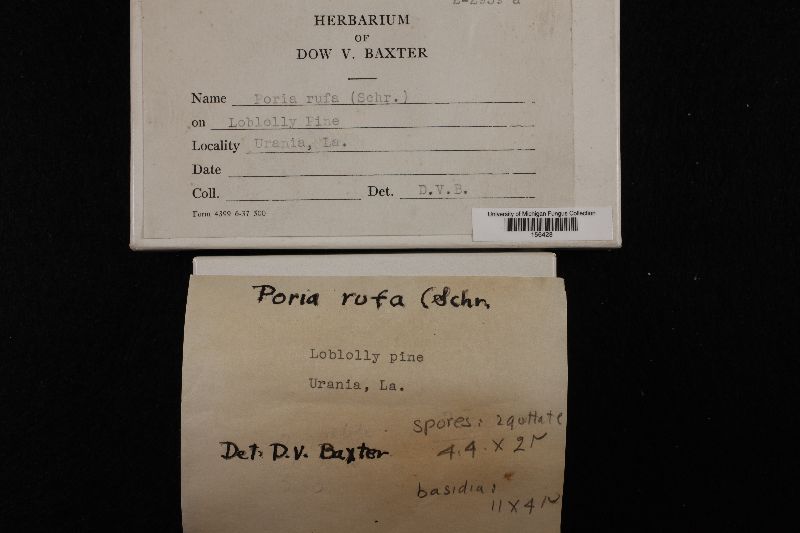 HERBARIUM
OF
DOW V. BAXTER
Name Poria rufa (Schr.)
on Loblolly Pine
Locality Urania, La.
Date
Coll. Det. D.V.B.
Form 4399 6-37 500
University of Michigan Fungus Collection
156428
Poria rufa (Schr.
Loblolly pine
Urania, La.
spores: 2guttate
4.4 X 2μ
Det: D.V. Baxter
basidia:
11 X 4μ